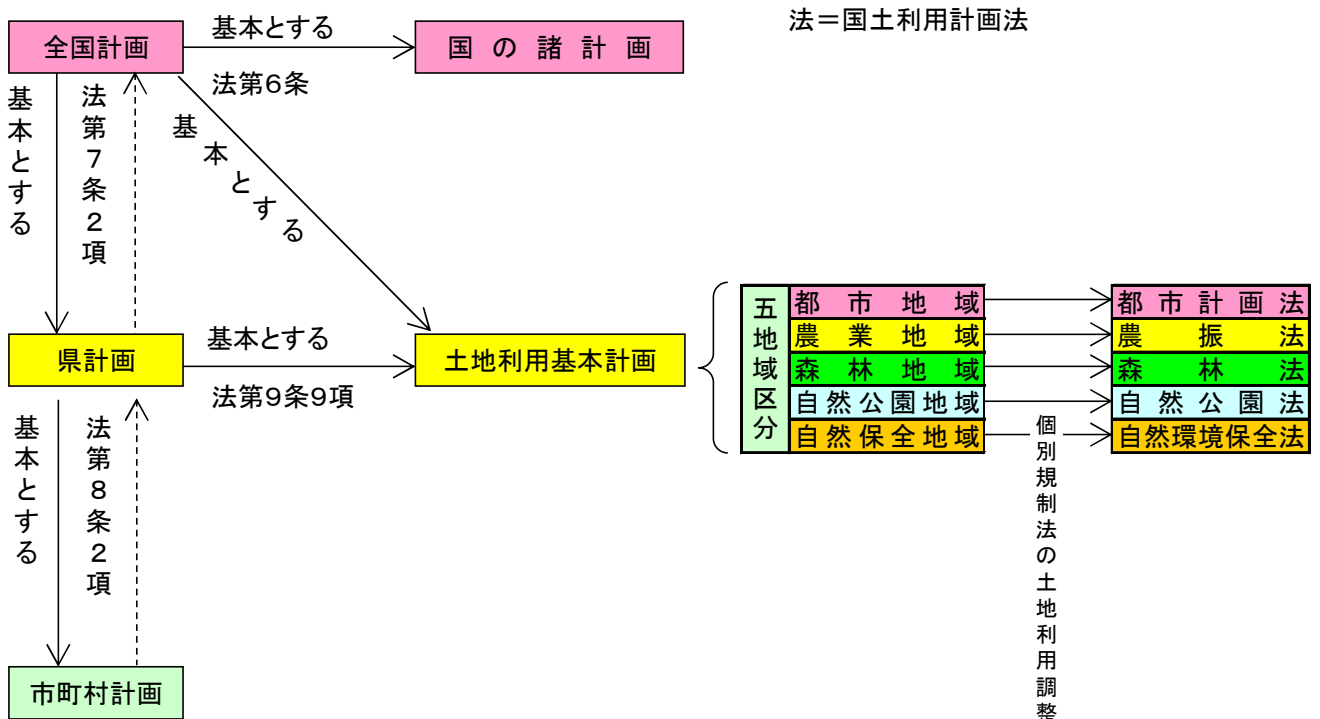 法＝国土利用計画法
全国計画
基本とする
法第６条
国の諸計画
基本とする
法第７条２項
基本とする
県計画
基本とする
法第９条９項
土地利用基本計画
五地域区分
都市地域
都市計画法
農業地域
農振法
森林地域
森林法
自然公園地域
自然公園法
自然保全地域
自然環境保全法
個別規制法の土地利用調整
基本とする
法第８条２項
市町村計画